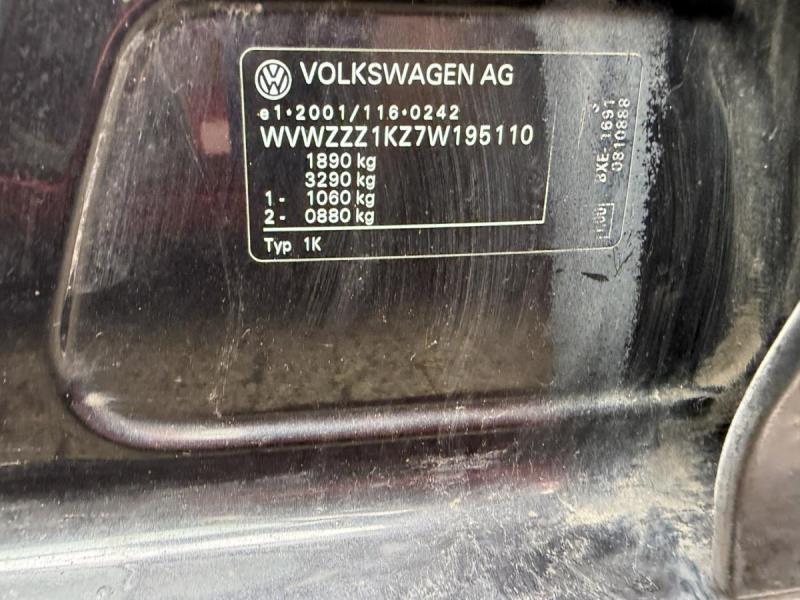 VOLKSWAGEN AG
e1*2001/116*0242
WVWZZZ1KZ7W195110
1890 kg
3290 kg
1 - 1060 kg
2 - 0880 kg
Typ 1K
BXE- 1691
0810888